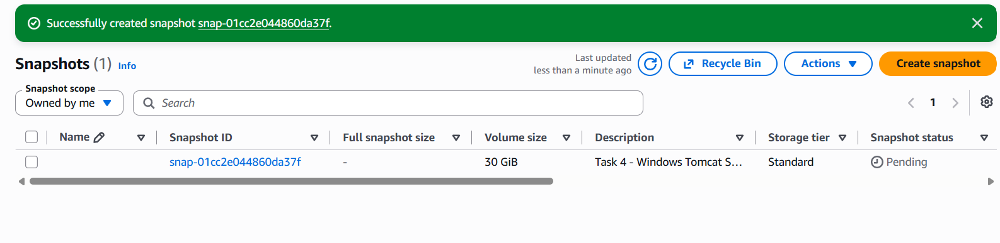 Successfully created snapshot snap-01cc2e044860da37f.
Snapshots (1) Info
Last updated
less than a minute ago
Recycle Bin
Actions
Create snapshot
Snapshot scope
Owned by me
Search
1
Name Snapshot ID Full snapshot size Volume size Description Storage tier Snapshot status
snap-01cc2e044860da37f - 30 GiB Task 4 - Windows Tomcat S... Standard Pending